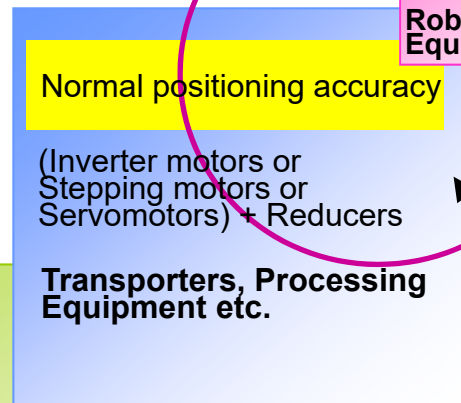 Rob
Equ
Normal positioning accuracy
(Inverter motors or
Stepping motors or
Servomotors) + Reducers
Transporters, Processing
Equipment etc.